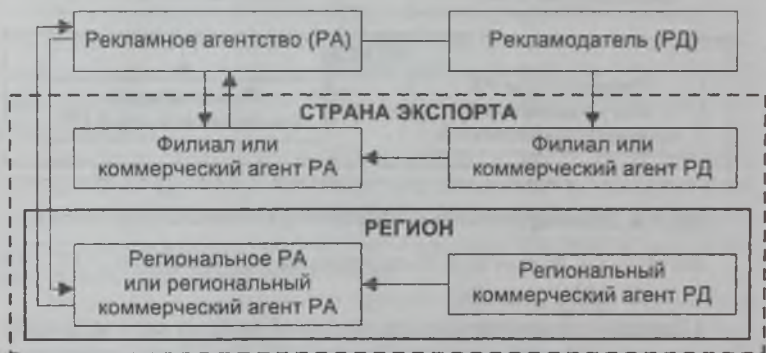 Рекламное агентство (РА)
Рекламодатель (РД)
СТРАНА ЭКСПОРТА
Филиал или
коммерческий агент РА
Филиал или
коммерческий агент РД
РЕГИОН
Региональное РА
или региональный
коммерческий агент РА
Региональный
коммерческий агент РД